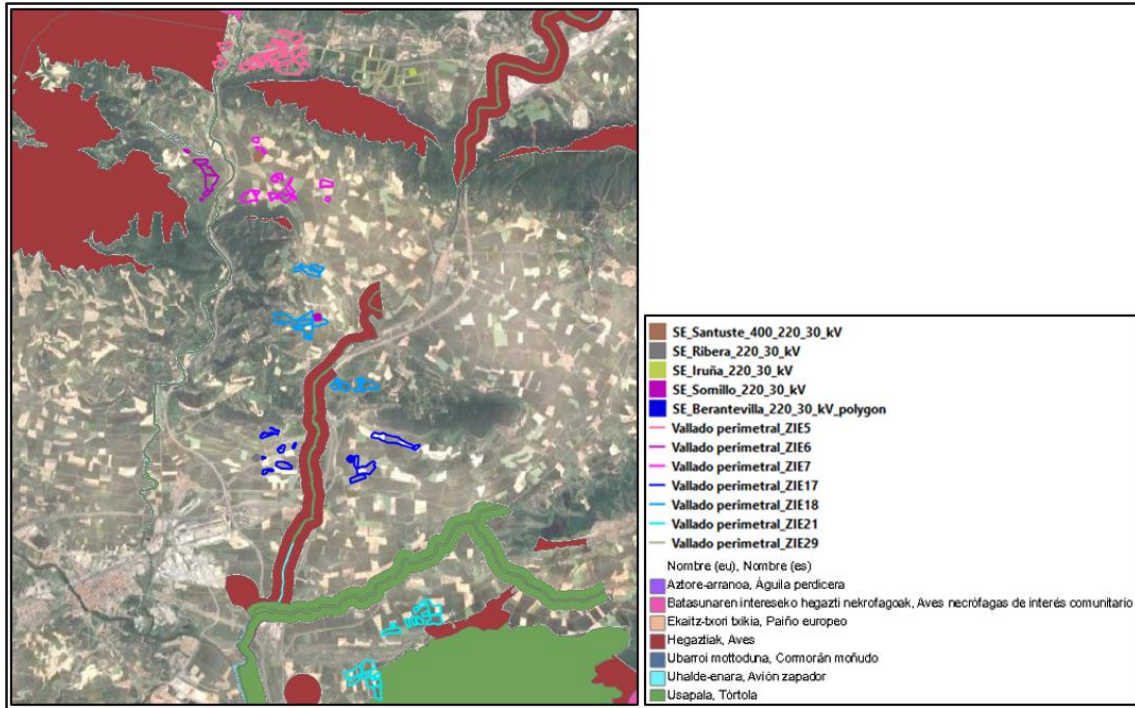 SE_Santuste_400_220_30_kV
SE_Ribera_220_30_kV
SE_Iruña_220_30_kV
SE_Somillo_220_30_kV
SE_Berantevilla_220_30_kV_polygon
Vallado perimetral_ZIE5
Vallado perimetral_ZIE6
Vallado perimetral_ZIE7
Vallado perimetral_ZIE17
Vallado perimetral_ZIE18
Vallado perimetral_ZIE21
Vallado perimetral_ZIE29
Nombre (eu), Nombre (es)
Aztore-arranoa, Águila perdicera
Batasunaren intereseko hegazti nekrofagoak, Aves necrófagas de interés comunitario
Ekaitz-txori txikia, Paiño europeo
Hegaztiak, Aves
Ubarroi mottoduna, Cormorán moñudo
Uhalde-enara, Avión zapador
Usapala, Tórtola